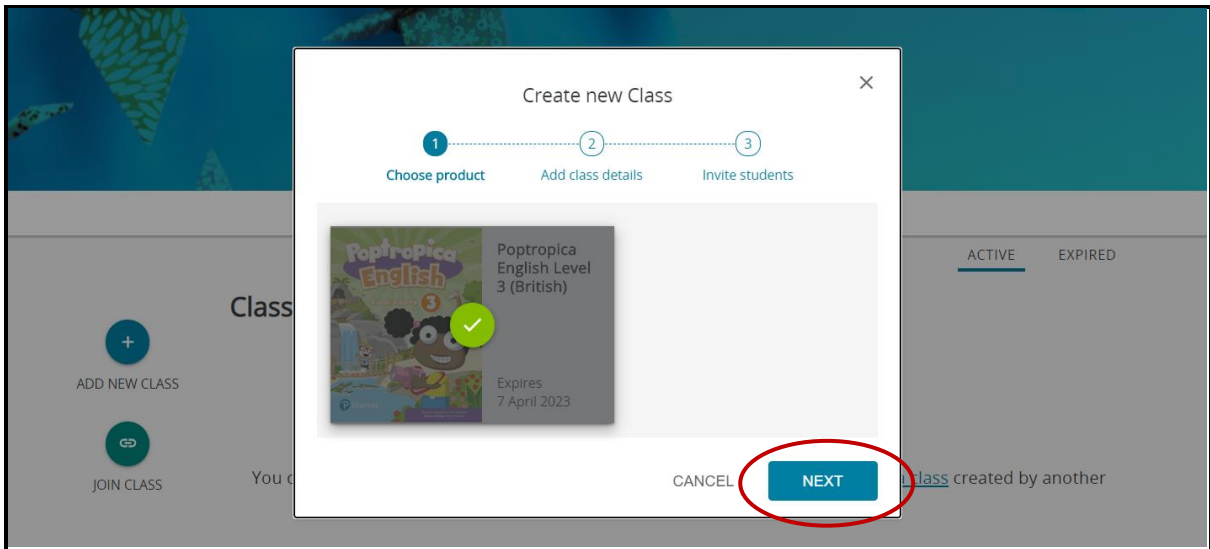 Create new Class
1 2 3
Choose product Add class details Invite students
Poptropica
English
3
Poptropica
English Level
3 (British)
Expires
7 April 2023
Pearson
ACTIVE EXPIRED
Class
ADD NEW CLASS
JOIN CLASS
You c
CANCEL NEXT
class created by another